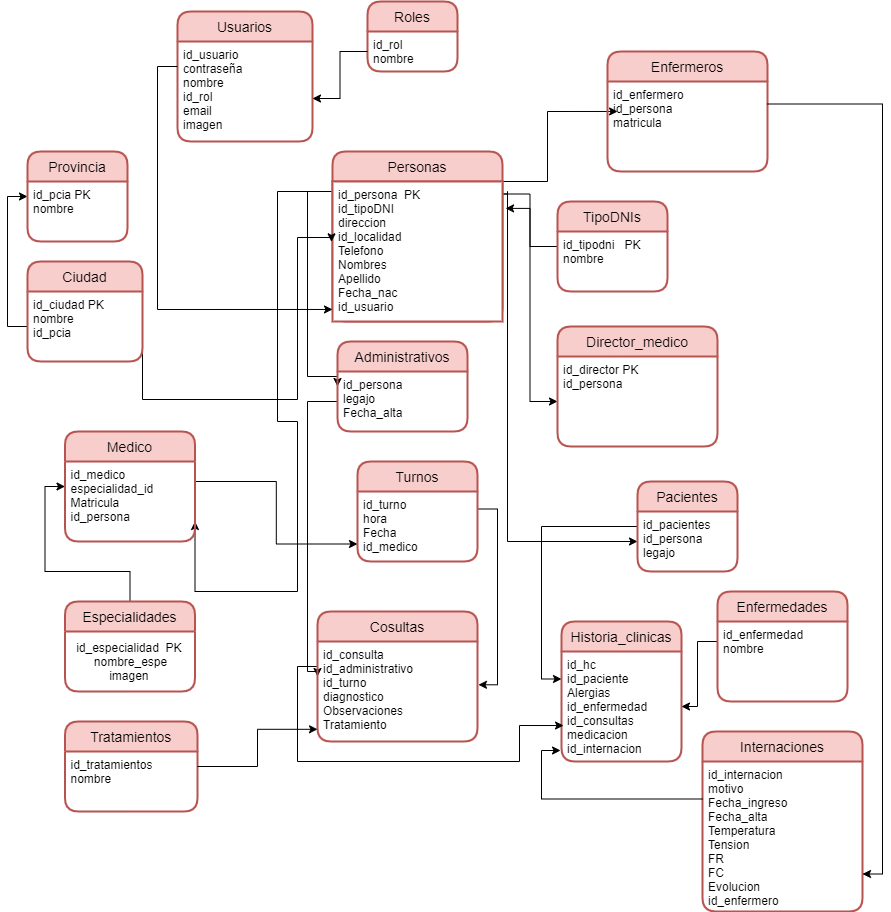 Usuarios
id_usuario
contraseña
nombre
id_rol
email
imagen
Roles
id_rol
nombre
Enfermeros
id_enfermero
id_persona
matricula
Provincia
id_pcia PK
nombre
Personas
id_persona PK
id_tipoDNI
direccion
id_localidad
Telefono
Nombres
Apellido
Fecha_nac
id_usuario
TipoDNIs
id_tipodni PK
nombre
Ciudad
id_ciudad PK
nombre
id_pcia
Administrativos
id_persona
legajo
Fecha_alta
Director_medico
id_director PK
id_persona
Medico
id_medico
especialidad_id
Matricula
id_persona
Turnos
id_turno
hora
Fecha
id_medico
Pacientes
id_pacientes
id_persona
legajo
Especialidades
id_especialidad PK
nombre_espe
imagen
Cosultas
id_consulta
id_administrativo
id_turno
diagnostico
Observaciones
Tratamiento
Historia_clinicas
id_hc
id_paciente
Alergias
id_enfermedad
id_consultas
medicacion
id_internacion
Enfermedades
id_enfermedad
nombre
Tratamientos
id_tratamientos
nombre
Internaciones
id_internacion
motivo
Fecha_ingreso
Fecha_alta
Temperatura
Tension
FR
FC
Evolucion
id_enfermero